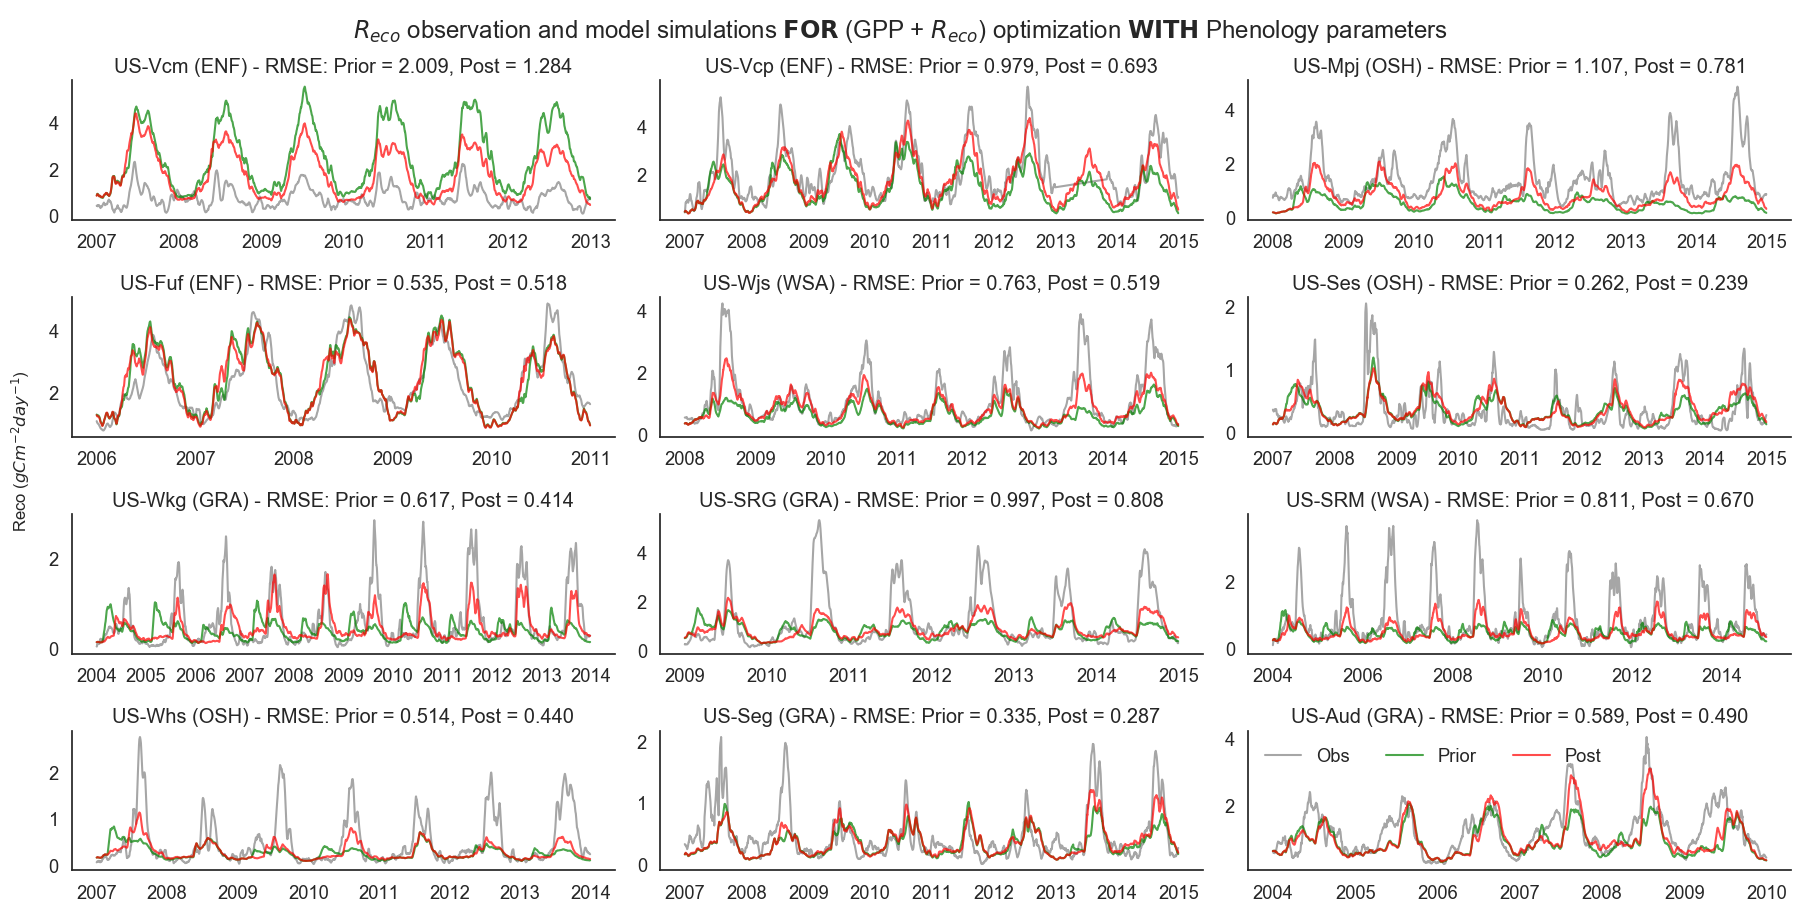 Reco observation and model simulations FOR (GPP + Reco) optimization WITH Phenology parameters
US-Vcm (ENF) - RMSE: Prior = 2.009, Post = 1.284
US-Vcp (ENF) - RMSE: Prior = 0.979, Post = 0.693
US-Mpj (OSH) - RMSE: Prior = 1.107, Post = 0.781
4
2
0
2007 2008 2009 2010 2011 2012 2013
4
2
2007 2008 2009 2010 2011 2012 2013 2014 2015
4
2
0
2008 2009 2010 2011 2012 2013 2014 2015
US-Fuf (ENF) - RMSE: Prior = 0.535, Post = 0.518
US-Wjs (WSA) - RMSE: Prior = 0.763, Post = 0.519
US-Ses (OSH) - RMSE: Prior = 0.262, Post = 0.239
4
2
2006 2007 2008 2009 2010 2011
4
2
0
2008 2009 2010 2011 2012 2013 2014 2015
2
1
0
2007 2008 2009 2010 2011 2012 2013 2014 2015
Reco (gCm⁻²day⁻¹)
US-Wkg (GRA) - RMSE: Prior = 0.617, Post = 0.414
US-SRG (GRA) - RMSE: Prior = 0.997, Post = 0.808
US-SRM (WSA) - RMSE: Prior = 0.811, Post = 0.670
2
0
2004 2005 2006 2007 2008 2009 2010 2011 2012 2013 2014
4
2
0
2009 2010 2011 2012 2013 2014 2015
2
0
2004 2006 2007 2008 2009 2010 2012 2014
US-Whs (OSH) - RMSE: Prior = 0.514, Post = 0.440
US-Seg (GRA) - RMSE: Prior = 0.335, Post = 0.287
US-Aud (GRA) - RMSE: Prior = 0.589, Post = 0.490
2
1
0
2007 2008 2009 2010 2011 2012 2013 2014
2
1
0
2007 2008 2009 2010 2011 2012 2013 2014 2015
Obs Prior Post
4
2
2004 2005 2006 2007 2008 2009 2010